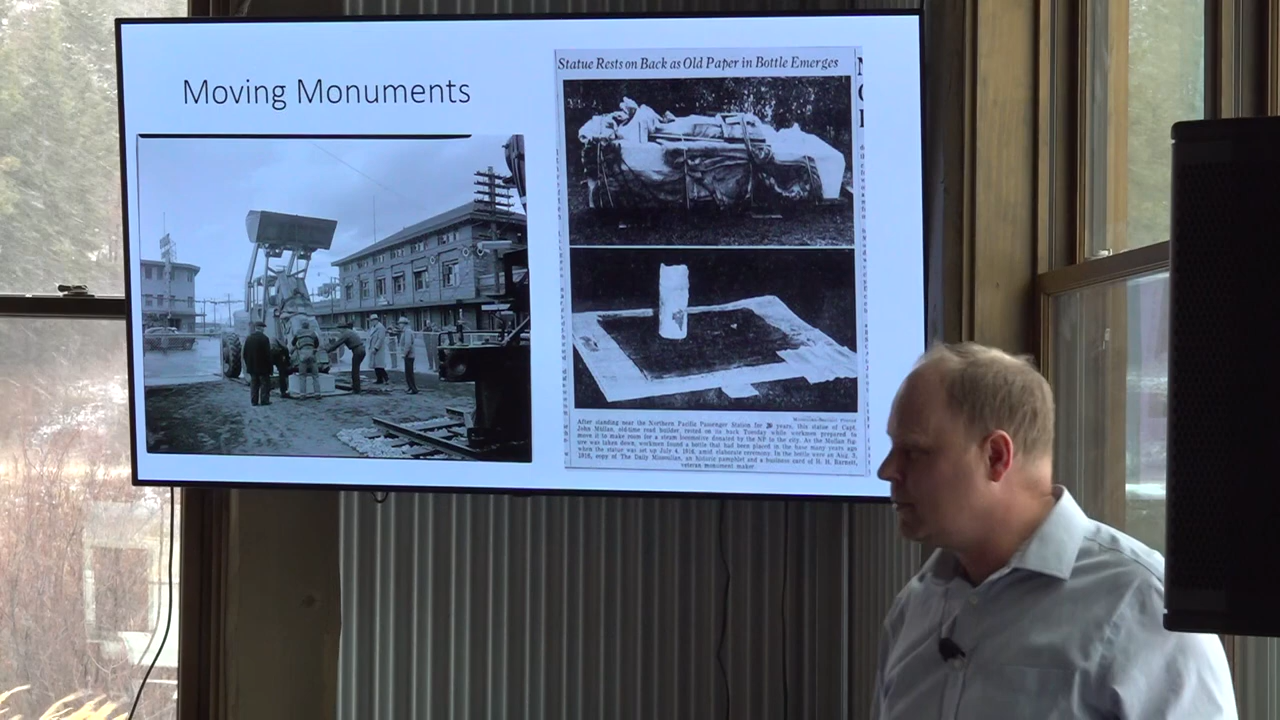 Moving Monuments
Statue Rests on Back as Old Paper in Bottle Emerges
After standing near the Northern Pacific Passenger Station for years, this statue of Capt.
John Mullan, old-time road builder, rested on its back Tuesday while workmen prepared to
move it to make room for a steam locomotive donated by the NP to the city. As the Mullan fig-
ure was taken down, workmen found a bottle that had been placed in the base many years ago
when the statue was set up July 4, 1916, amid elaborate ceremony. In the bottle were an Aug. 3,
1916, copy of The Daily Missoulian, an historic pamphlet and a business card of H. H. Barnett,
veteran monument maker.